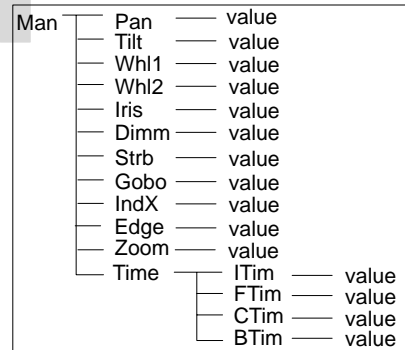 Man Pan value
Tilt value
Whl1 value
Whl2 value
Iris value
Dimm value
Strb value
Gobo value
IndX value
Edge value
Zoom value
Time ITim value
FTim value
CTim value
BTim value